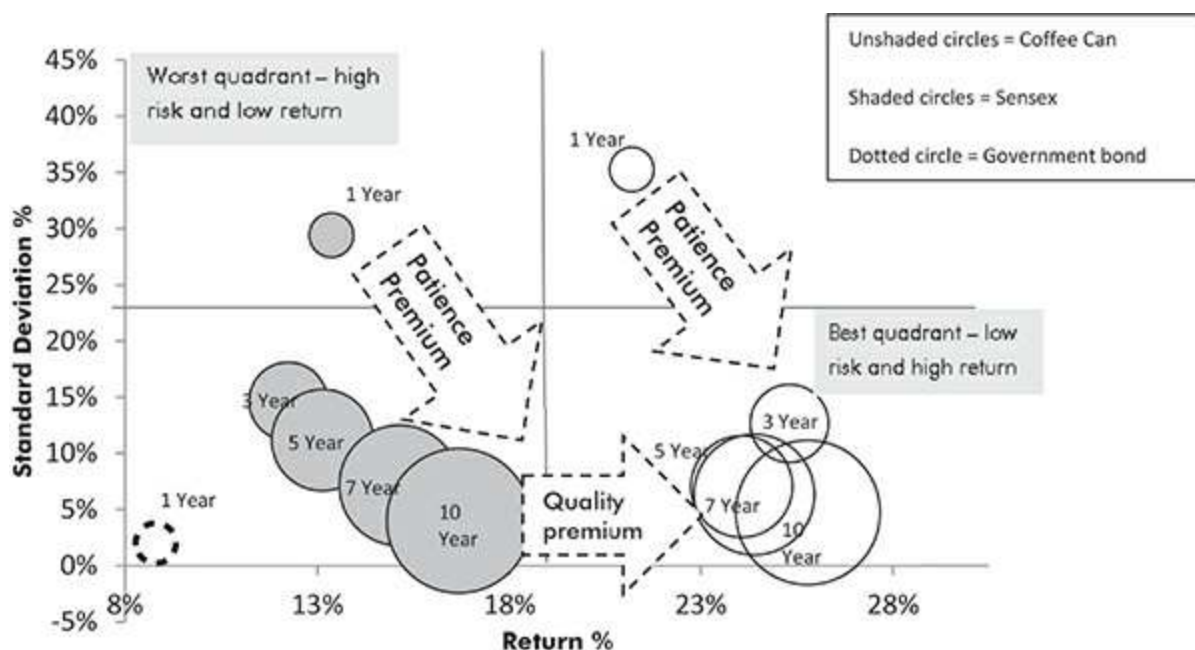 Unshaded circles = Coffee Can
Shaded circles = Sensex
Dotted circle = Government bond
Worst quadrant – high
risk and low return
Best quadrant – low
risk and high return
Standard Deviation %
45%
40%
35%
30%
25%
20%
15%
10%
5%
0%
-5%
1 Year
1 Year
Patience
Premium
Patience
Premium
3 Year
5 Year
7 Year
10
Year
1 Year
Quality
premium
3 Year
5 Year
7 Year
10
Year
8%
13%
18%
23%
28%
Return %